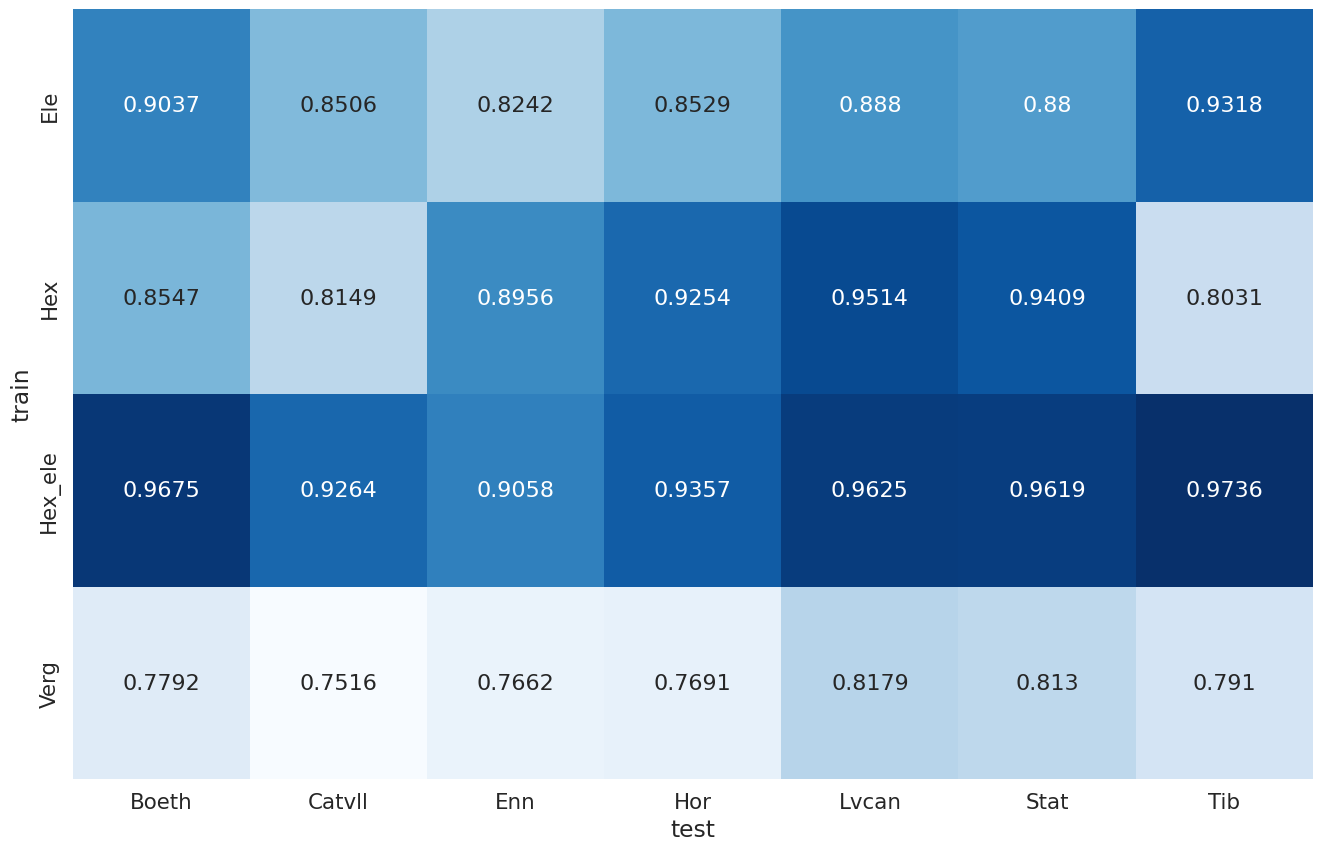 Ele 0.9037 0.8506 0.8242 0.8529 0.888 0.88 0.9318
Hex 0.8547 0.8149 0.8956 0.9254 0.9514 0.9409 0.8031
train
Hex_ele 0.9675 0.9264 0.9058 0.9357 0.9625 0.9619 0.9736
Verg 0.7792 0.7516 0.7662 0.7691 0.8179 0.813 0.791
Boeth Catvll Enn Hor Lvcan Stat Tib
test